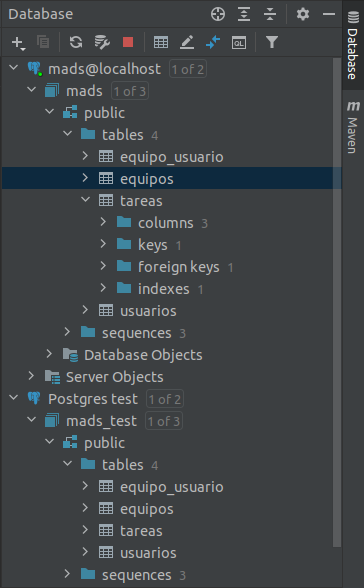 Database
GL
mads@localhost 1 of 2
mads 1 of 3
public
tables 4
equipo_usuario
equipos
tareas
columns 3
keys 1
foreign keys 1
indexes 1
usuarios
sequences 3
Database Objects
Server Objects
Postgres test 1 of 2
mads_test 1 of 3
public
tables 4
equipo_usuario
equipos
tareas
usuarios
sequences 3
Database
m Maven